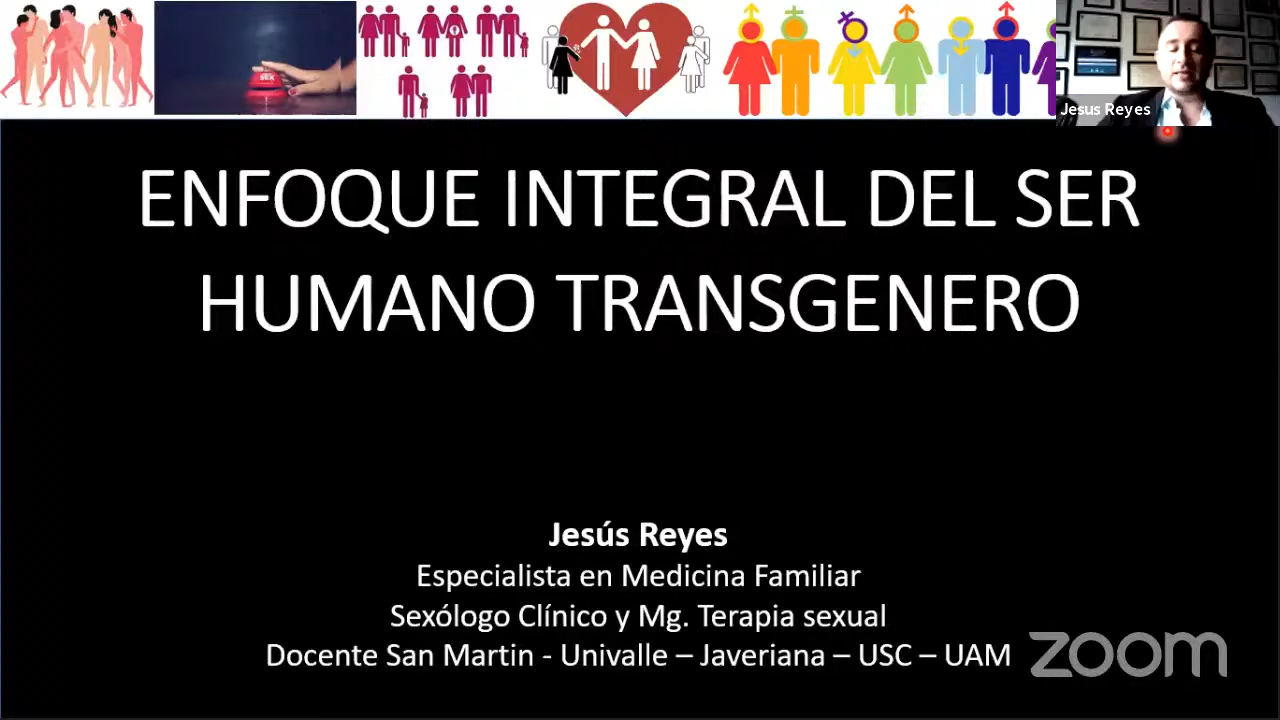 SEX
Jesus Reyes
ENFOQUE INTEGRAL DEL SER
HUMANO TRANSGENERO
Jesús Reyes
Especialista en Medicina Familiar
Sexólogo Clínico y Mg. Terapia sexual
Docente San Martin - Univalle – Javeriana – USC – UAM
zoom